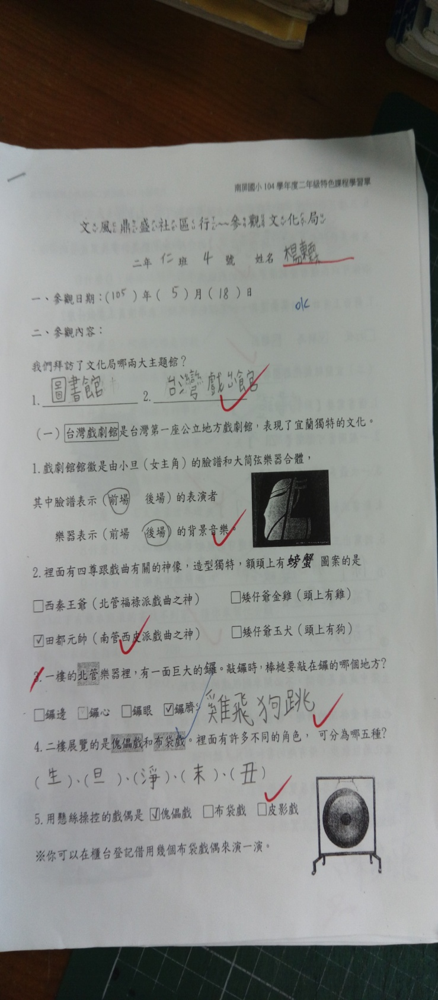 南屏國小 104 學年度二年級特色課程學習單
文風鼎盛社區行~~參觀文化局
二年 仁 班 4 號 姓名 楊
一、參觀日期:(105)年(5)月(18)日
ok
二、參觀內容:
我們拜訪了文化局哪兩大主題館?
1. 圖書館 2. 台灣戲館
(一)台灣戲劇館是台灣第一座公立地方戲劇館,表現了宜蘭獨特的文化。
1.戲劇館館徽是由小旦(女主角)的臉譜和大筒弦樂器合體,
其中臉譜表示(前場 後場)的表演者
樂器表示(前場 後場)的背景音樂。
2.裡面有四尊跟戲曲有關的神像,造型獨特,額頭上有螃蟹 圖案的是
□西秦王爺(北管福祿派戲曲之神) □矮仔爺金雞(頭上有雞)
☑田都元帥(南管西皮派戲曲之神) □矮仔爺玉犬(頭上有狗)
3.一樓的北管樂器裡,有一面巨大的鑼。敲鑼時,棒槌要敲在鑼的哪個地方?
□鑼邊 □鑼心 □鑼眼 ☑鑼臍 雞飛狗跳
4.二樓展覽的是傀儡戲和布袋戲。裡面有許多不同的角色, 可分為哪五種?
(生)、(旦)、(淨)、(末)、(丑)
5.用懸絲操控的戲偶是 ☑傀儡戲 □布袋戲 □皮影戲
※你可以在櫃台登記借用幾個布袋戲偶來演一演。